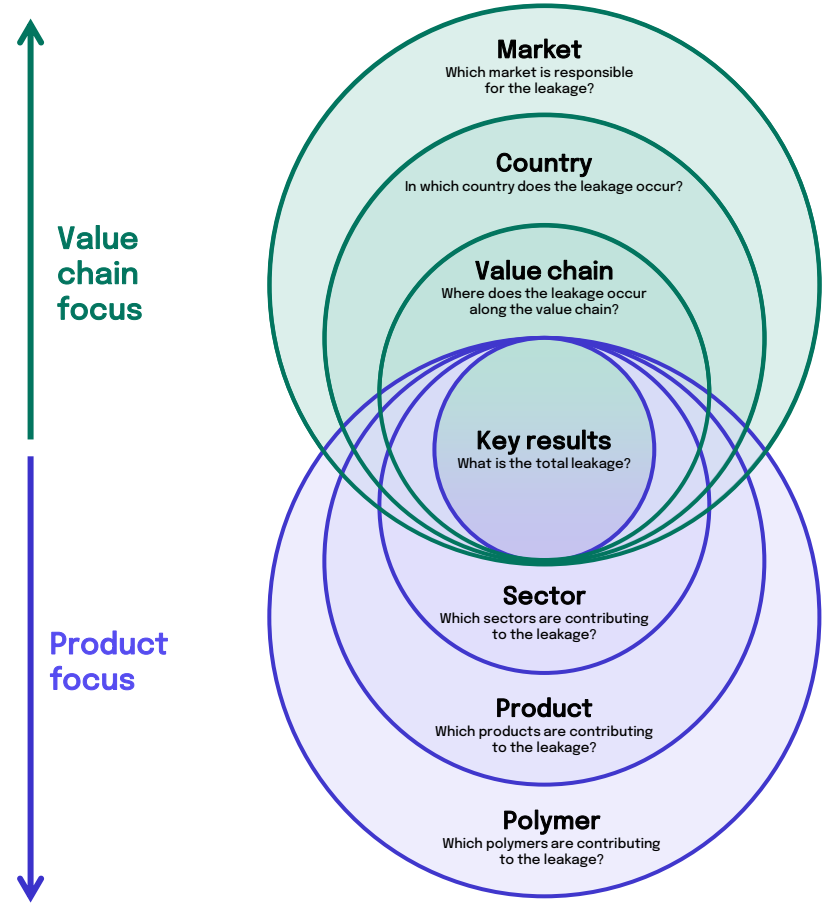 Market
Which market is responsible
for the leakage?
Country
In which country does the leakage occur?
Value chain
Where does the leakage occur
along the value chain?
Key results
What is the total leakage?
Sector
Which sectors are contributing
to the leakage?
Product
Which products are contributing
to the leakage?
Polymer
Which polymers are contributing
to the leakage?
Value
chain
focus
Product
focus